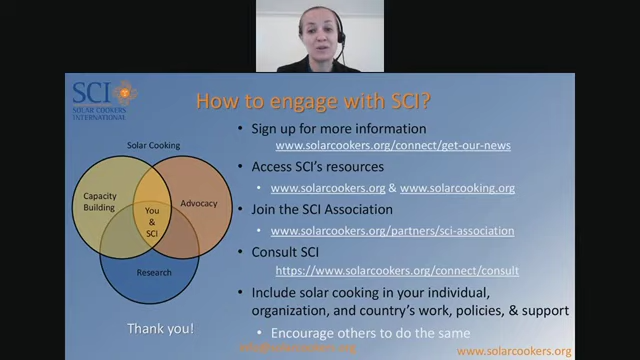 SCI
SOLAR COOKERS
INTERNATIONAL
How to engage with SCI?
Solar Cooking
Capacity
Building
Advocacy
You
&
SCI
Research
Thank you!
• Sign up for more information
www.solarcookers.org/connect/get-our-news
• Access SCI's resources
• www.solarcookers.org & www.solarcooking.org
• Join the SCI Association
• www.solarcookers.org/partners/sci-association
• Consult SCI
https://www.solarcookers.org/connect/consult
• Include solar cooking in your individual,
organization, and country's work, policies, & support
• Encourage others to do the same
info@solarcookers.org
www.solarcookers.org